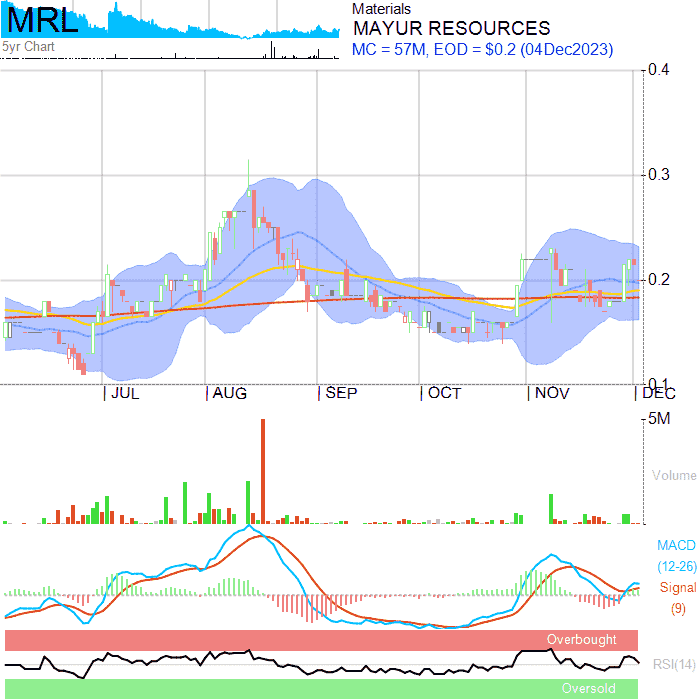 MRL
5yr Chart
Materials
MAYUR RESOURCES
MC = 57M, EOD = $0.2 (04Dec2023)
0.4
0.3
0.2
0.1
JUL AUG SEP OCT NOV DEC
5M
Volume
MACD
(12-26)
Signal
(9)
Overbought
RSI(14)
Oversold